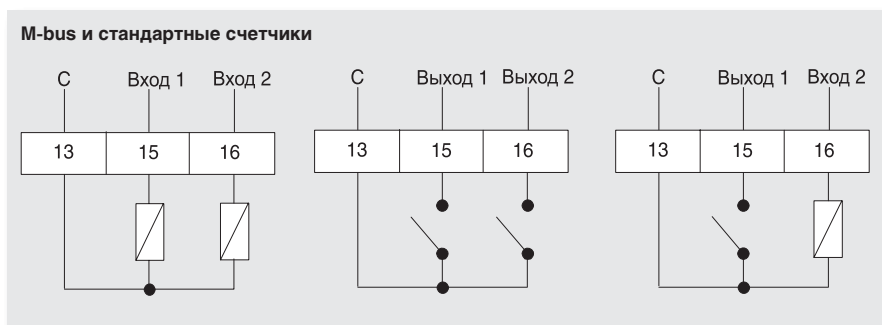 M-bus и стандартные счетчики
C Вход 1 Вход 2 C Выход 1 Выход 2 C Выход 1 Вход 2
13 15 16 13 15 16 13 15 16